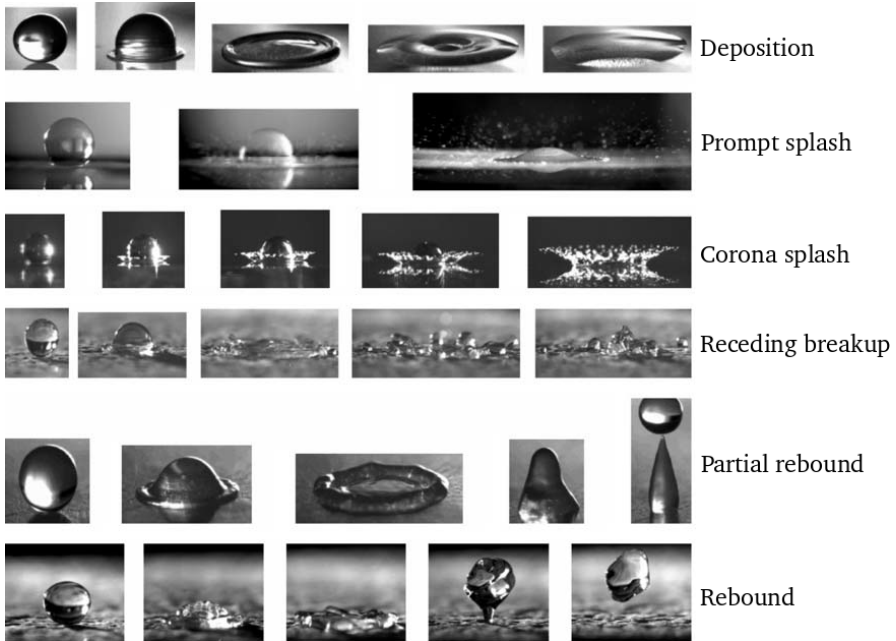 Deposition
Prompt splash
Corona splash
Receding breakup
Partial rebound
Rebound